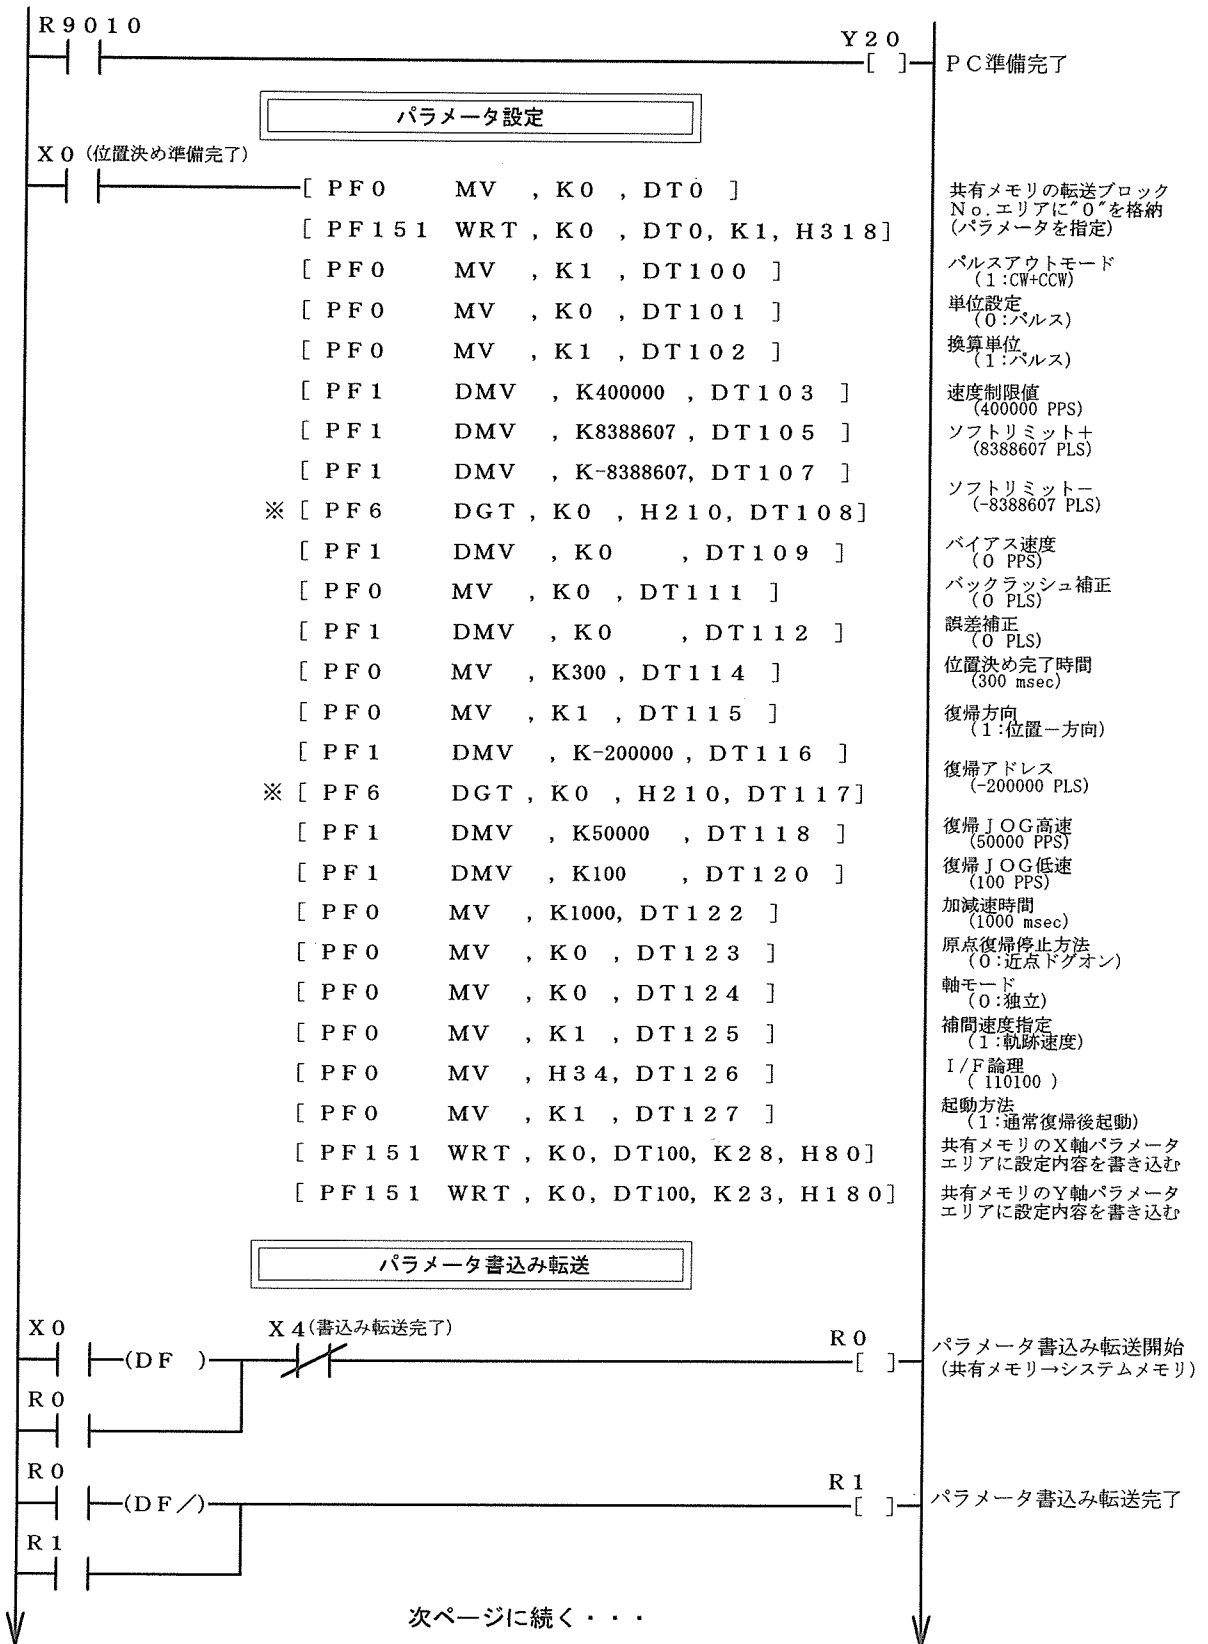 R9010
Y20
[ ]
PC準備完了
パラメータ設定
X0 (位置決め準備完了)
[ PF0 MV , K0 , DT0 ]
共有メモリの転送ブロック
No.エリアに"0"を格納
(パラメータを指定)
[ PF151 WRT , K0 , DT0, K1, H318]
[ PF0 MV , K1 , DT100 ]
パルスアウトモード
(1:CW+CCW)
[ PF0 MV , K0 , DT101 ]
単位設定
(0:パルス)
[ PF0 MV , K1 , DT102 ]
換算単位
(1:パルス)
[ PF1 DMV , K400000 , DT103 ]
速度制限値
(400000 PPS)
[ PF1 DMV , K8388607 , DT105 ]
ソフトリミット+
(8388607 PLS)
[ PF1 DMV , K-8388607, DT107 ]
ソフトリミット−
(-8388607 PLS)
※ [ PF6 DGT , K0 , H210, DT108]
[ PF1 DMV , K0 , DT109 ]
バイアス速度
(0 PPS)
[ PF0 MV , K0 , DT111 ]
バックラッシュ補正
(0 PLS)
[ PF1 DMV , K0 , DT112 ]
誤差補正
(0 PLS)
[ PF0 MV , K300 , DT114 ]
位置決め完了時間
(300 msec)
[ PF0 MV , K1 , DT115 ]
復帰方向
(1:位置−方向)
[ PF1 DMV , K-200000 , DT116 ]
復帰アドレス
(-200000 PLS)
※ [ PF6 DGT , K0 , H210, DT117]
[ PF1 DMV , K50000 , DT118 ]
復帰JOG高速
(50000 PPS)
[ PF1 DMV , K100 , DT120 ]
復帰JOG低速
(100 PPS)
[ PF0 MV , K1000, DT122 ]
加減速時間
(1000 msec)
[ PF0 MV , K0 , DT123 ]
原点復帰停止方法
(0:近点ドグオン)
[ PF0 MV , K0 , DT124 ]
軸モード
(0:独立)
[ PF0 MV , K1 , DT125 ]
補間速度指定
(1:軌跡速度)
[ PF0 MV , H34, DT126 ]
I/F論理
( 110100 )
[ PF0 MV , K1 , DT127 ]
起動方法
(1:通常復帰後起動)
[ PF151 WRT , K0, DT100, K28, H80]
共有メモリのX軸パラメータ
エリアに設定内容を書き込む
[ PF151 WRT , K0, DT100, K23, H180]
共有メモリのY軸パラメータ
エリアに設定内容を書き込む
パラメータ書込み転送
X0
X4(書込み転送完了)
R0
(DF )
[ ]
パラメータ書込み転送開始
(共有メモリ→システムメモリ)
R0
R0
R1
(DF/)
[ ]
パラメータ書込み転送完了
R1
次ページに続く・・・